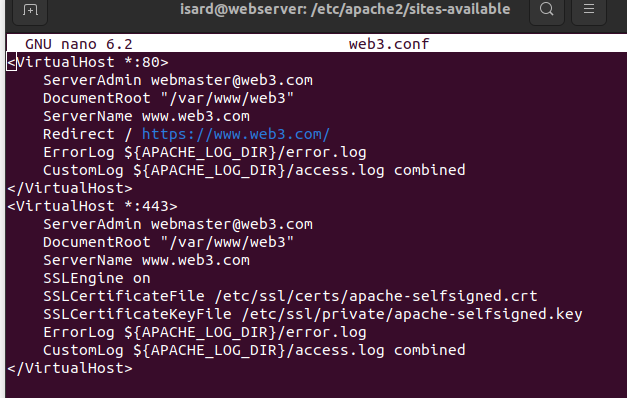 isard@webserver: /etc/apache2/sites-available
GNU nano 6.2 web3.conf
<VirtualHost *:80>
ServerAdmin webmaster@web3.com
DocumentRoot "/var/www/web3"
ServerName www.web3.com
Redirect / https://www.web3.com/
ErrorLog ${APACHE_LOG_DIR}/error.log
CustomLog ${APACHE_LOG_DIR}/access.log combined
</VirtualHost>
<VirtualHost *:443>
ServerAdmin webmaster@web3.com
DocumentRoot "/var/www/web3"
ServerName www.web3.com
SSLEngine on
SSLCertificateFile /etc/ssl/certs/apache-selfsigned.crt
SSLCertificateKeyFile /etc/ssl/private/apache-selfsigned.key
ErrorLog ${APACHE_LOG_DIR}/error.log
CustomLog ${APACHE_LOG_DIR}/access.log combined
</VirtualHost>